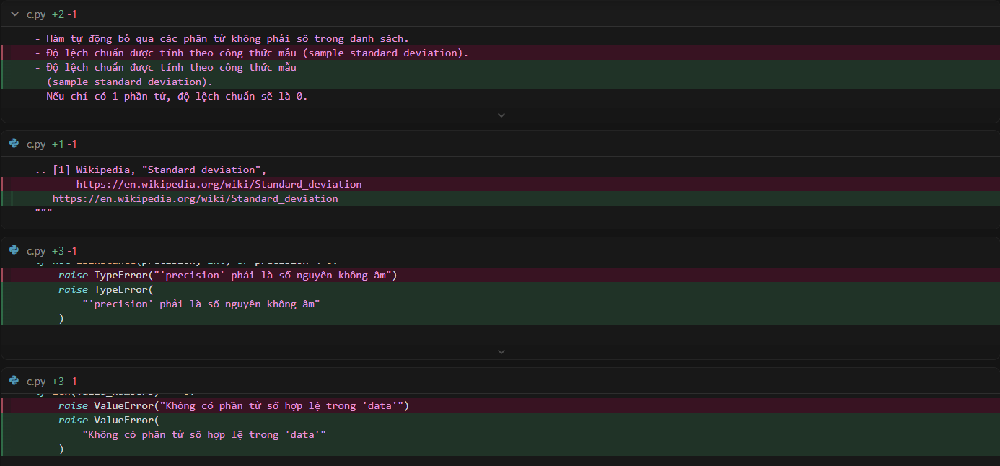 c.py +2 -1
- Hàm tự động bỏ qua các phần tử không phải số trong danh sách.
- Độ lệch chuẩn được tính theo công thức mẫu (sample standard deviation).
- Độ lệch chuẩn được tính theo công thức mẫu
(sample standard deviation).
- Nếu chỉ có 1 phần tử, độ lệch chuẩn sẽ là 0.
c.py +1 -1
.. [1] Wikipedia, "Standard deviation",
https://en.wikipedia.org/wiki/Standard_deviation
https://en.wikipedia.org/wiki/Standard_deviation
"""
c.py +3 -1
raise TypeError("'precision' phải là số nguyên không âm")
raise TypeError(
"'precision' phải là số nguyên không âm"
)
c.py +3 -1
raise ValueError("Không có phần tử số hợp lệ trong 'data'")
raise ValueError(
"Không có phần tử số hợp lệ trong 'data'"
)